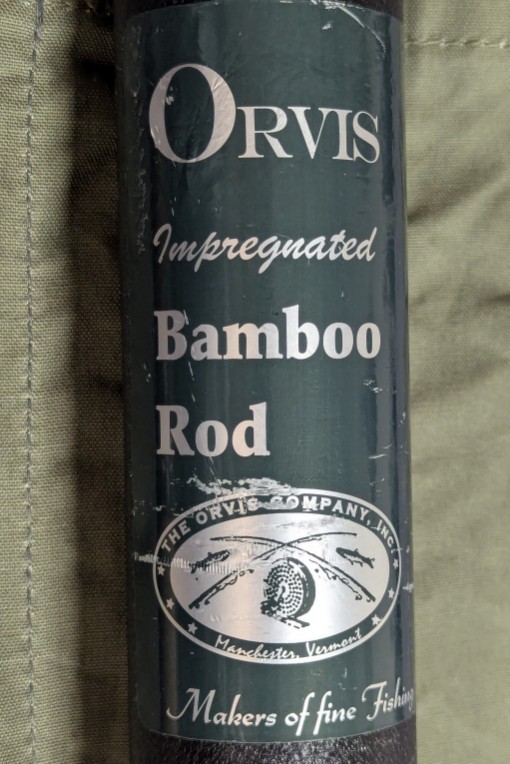 ORVIS
Impregnated
Bamboo
Rod
THE ORVIS COMPANY, INC.
Manchester, Vermont
Makers of fine Fishing